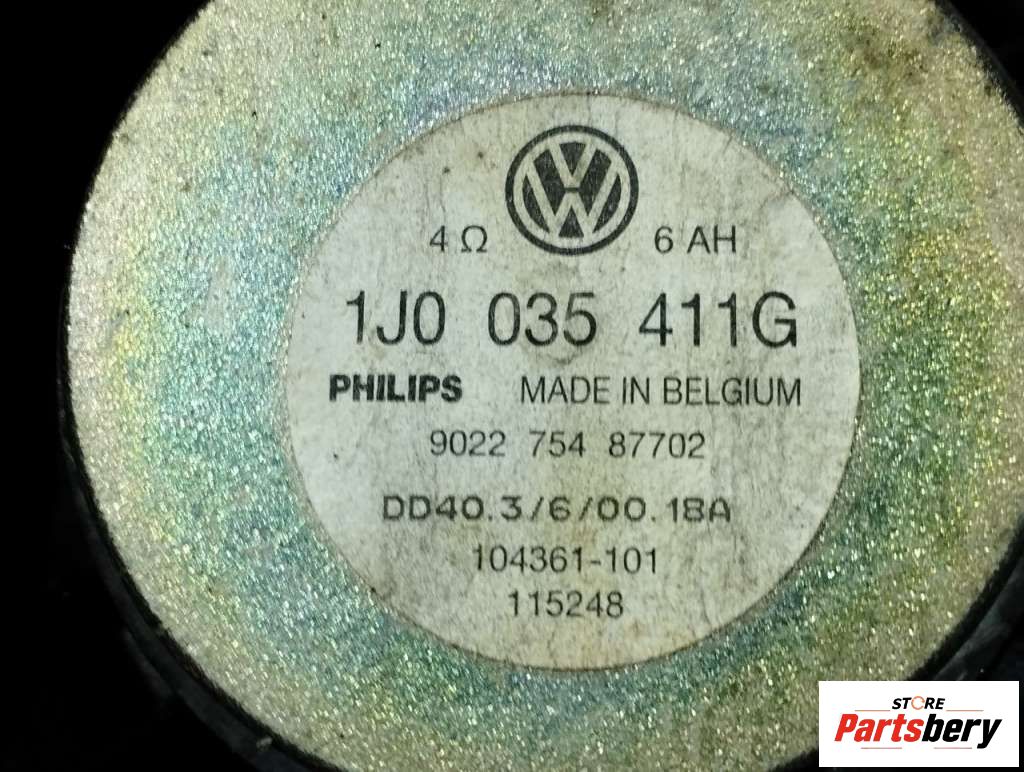 4 Ω 6 AH
1J0 035 411G
PHILIPS MADE IN BELGIUM
9022 754 87702
DD40.3/6/00.18A
104361-101
115248
STORE
Partsbery